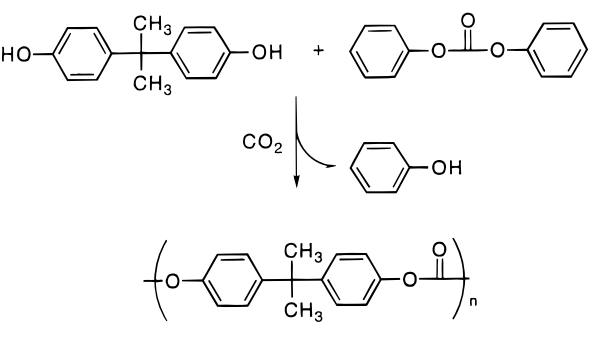 CH₃ O
HO OH + O O
CH₃
CO₂
OH
CH₃ O
O O
CH₃
n